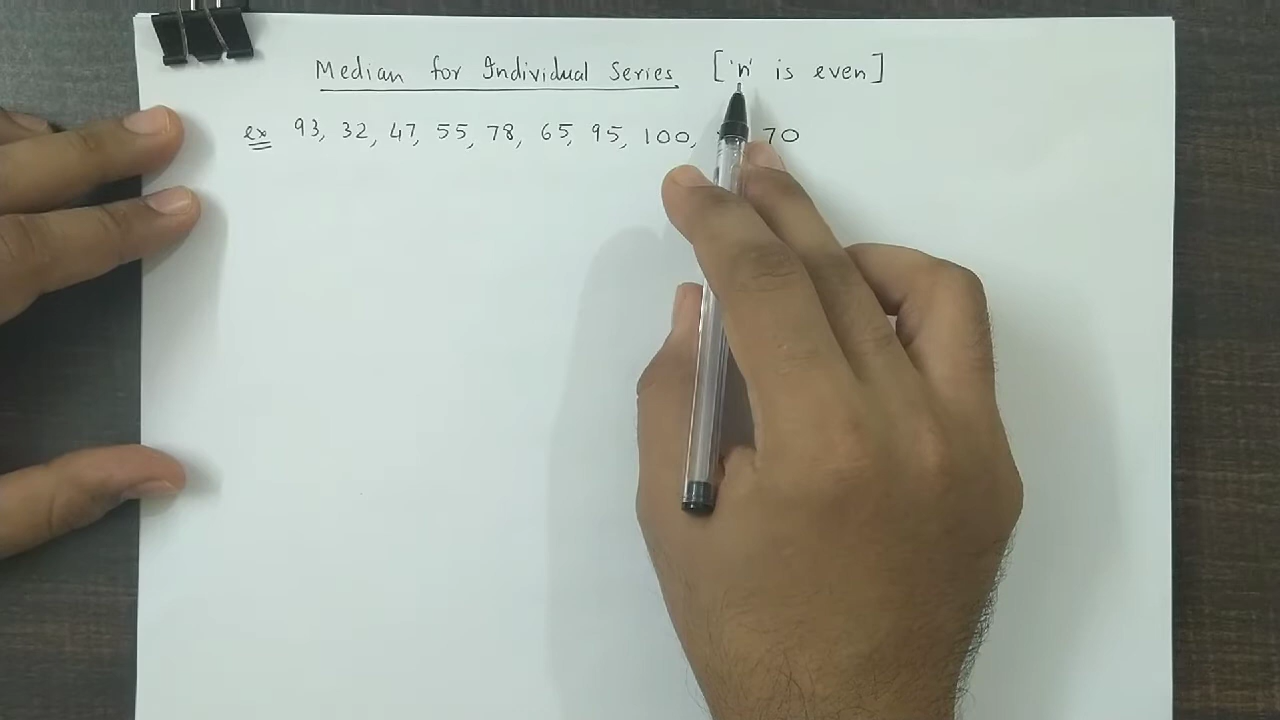 Median for Individual Series ['n' is even]
ex 93, 32, 47, 55, 78, 65, 95, 100, 70